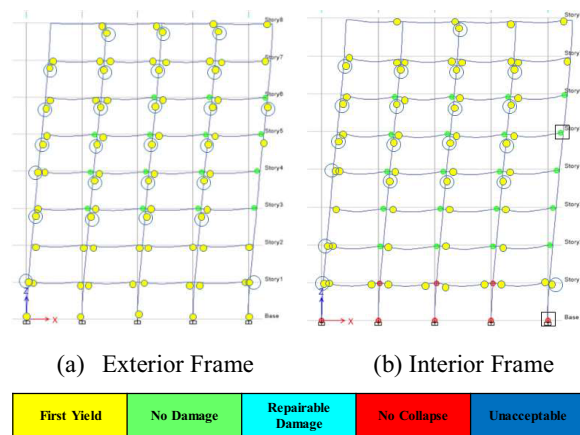 Story8
Story7
Story6
Story5
Story4
Story3
Story2
Story1
Base
Z
X
Story
Story
Story
Story
Story
Story
Story
Story
Base
Z
X
(a) Exterior Frame
(b) Interior Frame
First Yield
No Damage
Repairable
Damage
No Collapse
Unacceptable